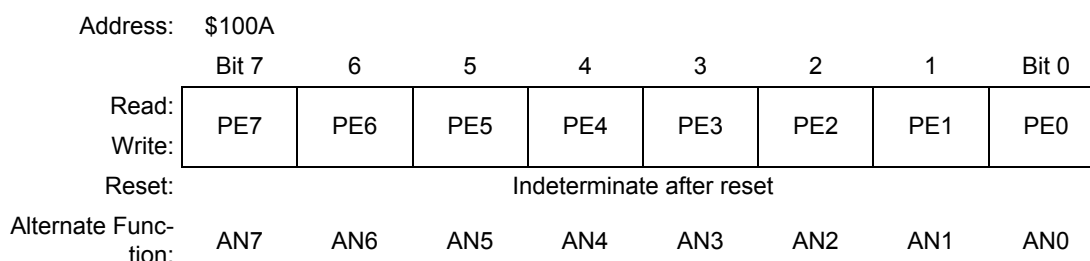 Address: $100A
Bit 7 6 5 4 3 2 1 Bit 0
Read:
PE7 PE6 PE5 PE4 PE3 PE2 PE1 PE0
Write:
Reset: Indeterminate after reset
Alternate Func-
tion: AN7 AN6 AN5 AN4 AN3 AN2 AN1 AN0